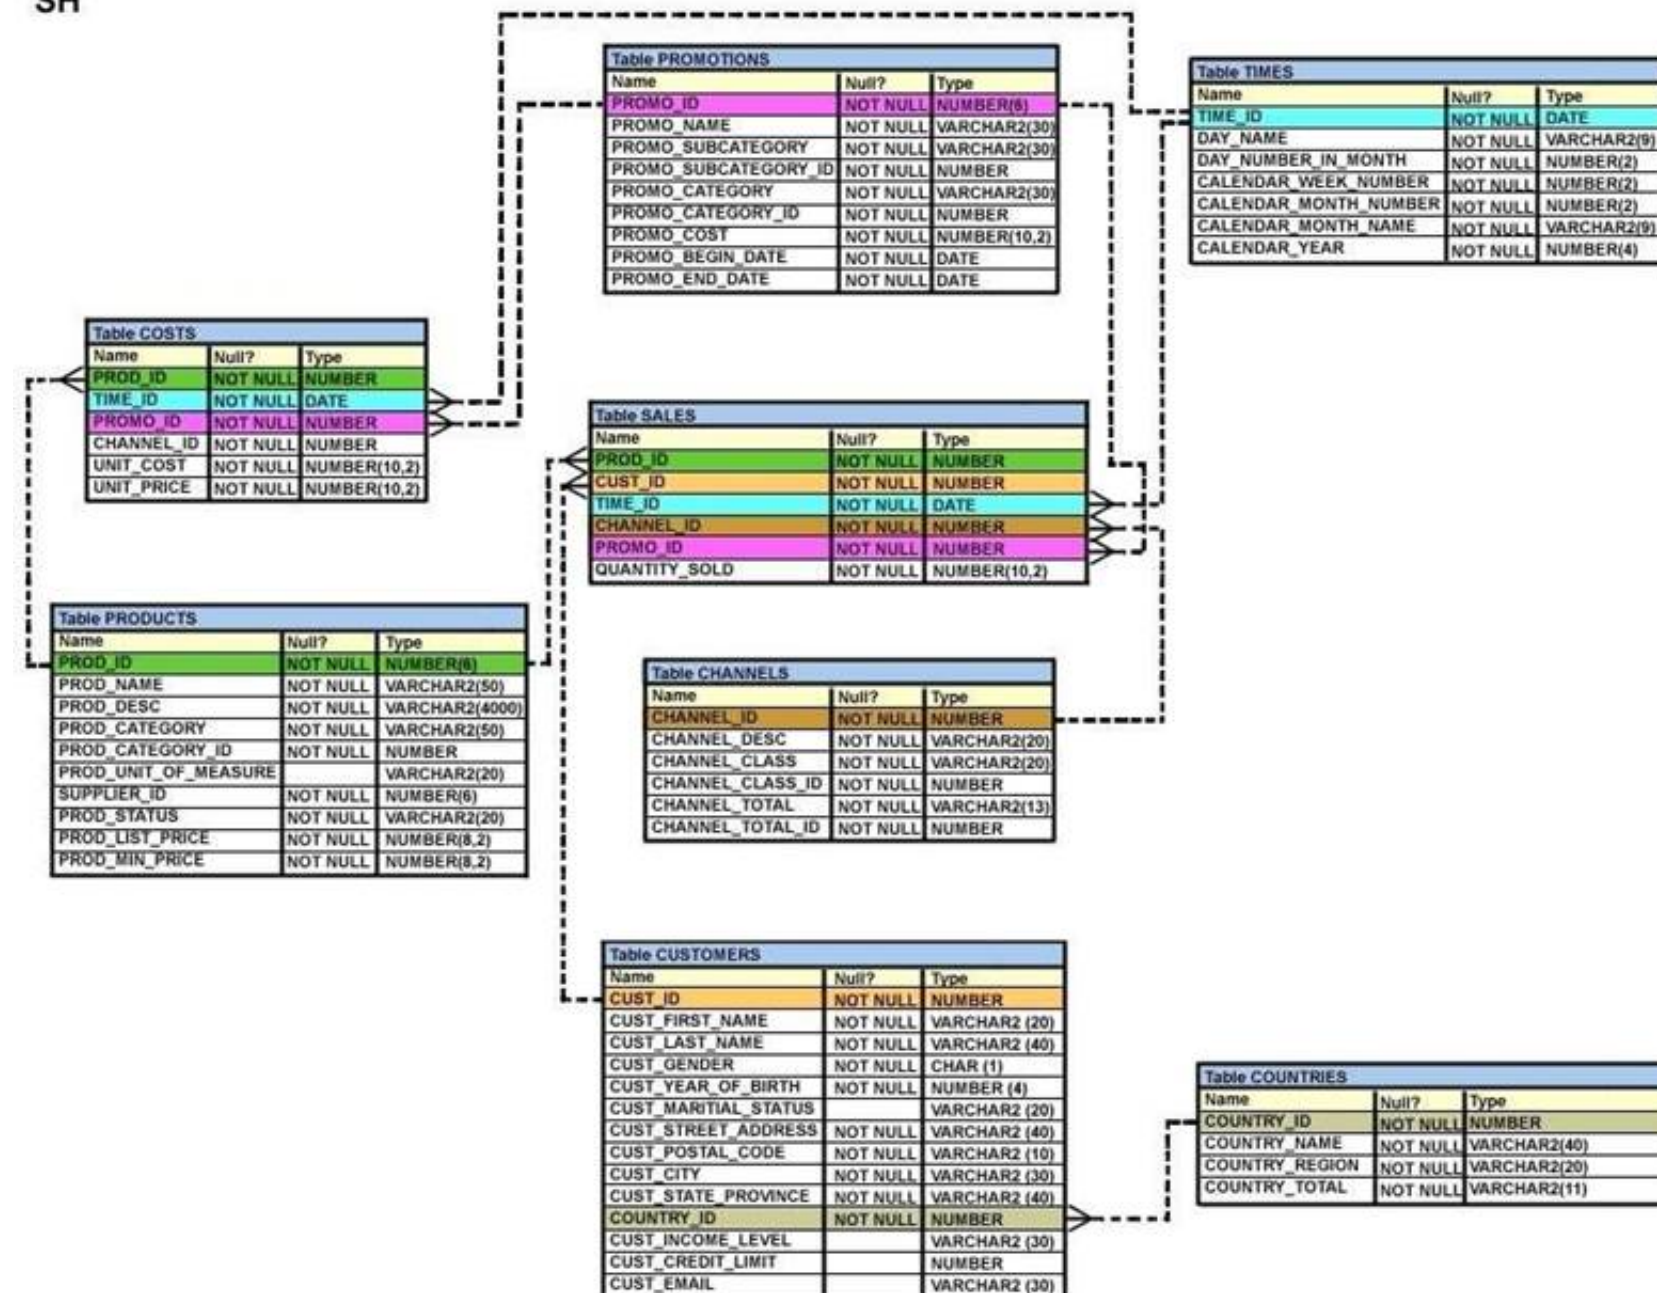 SH
Table PROMOTIONS
Name Null? Type
PROMO_ID NOT NULL NUMBER(6)
PROMO_NAME NOT NULL VARCHAR2(30)
PROMO_SUBCATEGORY NOT NULL VARCHAR2(30)
PROMO_SUBCATEGORY_ID NOT NULL NUMBER
PROMO_CATEGORY NOT NULL VARCHAR2(30)
PROMO_CATEGORY_ID NOT NULL NUMBER
PROMO_COST NOT NULL NUMBER(10,2)
PROMO_BEGIN_DATE NOT NULL DATE
PROMO_END_DATE NOT NULL DATE
Table TIMES
Name Null? Type
TIME_ID NOT NULL DATE
DAY_NAME NOT NULL VARCHAR2(9)
DAY_NUMBER_IN_MONTH NOT NULL NUMBER(2)
CALENDAR_WEEK_NUMBER NOT NULL NUMBER(2)
CALENDAR_MONTH_NUMBER NOT NULL NUMBER(2)
CALENDAR_MONTH_NAME NOT NULL VARCHAR2(9)
CALENDAR_YEAR NOT NULL NUMBER(4)
Table COSTS
Name Null? Type
PROD_ID NOT NULL NUMBER
TIME_ID NOT NULL DATE
PROMO_ID NOT NULL NUMBER
CHANNEL_ID NOT NULL NUMBER
UNIT_COST NOT NULL NUMBER(10,2)
UNIT_PRICE NOT NULL NUMBER(10,2)
Table SALES
Name Null? Type
PROD_ID NOT NULL NUMBER
CUST_ID NOT NULL NUMBER
TIME_ID NOT NULL DATE
CHANNEL_ID NOT NULL NUMBER
PROMO_ID NOT NULL NUMBER
QUANTITY_SOLD NOT NULL NUMBER(10,2)
Table PRODUCTS
Name Null? Type
PROD_ID NOT NULL NUMBER(6)
PROD_NAME NOT NULL VARCHAR2(50)
PROD_DESC NOT NULL VARCHAR2(4000)
PROD_CATEGORY NOT NULL VARCHAR2(50)
PROD_CATEGORY_ID NOT NULL NUMBER
PROD_UNIT_OF_MEASURE VARCHAR2(20)
SUPPLIER_ID NOT NULL NUMBER(6)
PROD_STATUS NOT NULL VARCHAR2(20)
PROD_LIST_PRICE NOT NULL NUMBER(8,2)
PROD_MIN_PRICE NOT NULL NUMBER(8,2)
Table CHANNELS
Name Null? Type
CHANNEL_ID NOT NULL NUMBER
CHANNEL_DESC NOT NULL VARCHAR2(20)
CHANNEL_CLASS NOT NULL VARCHAR2(20)
CHANNEL_CLASS_ID NOT NULL NUMBER
CHANNEL_TOTAL NOT NULL VARCHAR2(13)
CHANNEL_TOTAL_ID NOT NULL NUMBER
Table CUSTOMERS
Name Null? Type
CUST_ID NOT NULL NUMBER
CUST_FIRST_NAME NOT NULL VARCHAR2 (20)
CUST_LAST_NAME NOT NULL VARCHAR2 (40)
CUST_GENDER NOT NULL CHAR (1)
CUST_YEAR_OF_BIRTH NOT NULL NUMBER (4)
CUST_MARITIAL_STATUS VARCHAR2 (20)
CUST_STREET_ADDRESS NOT NULL VARCHAR2 (40)
CUST_POSTAL_CODE NOT NULL VARCHAR2 (10)
CUST_CITY NOT NULL VARCHAR2 (30)
CUST_STATE_PROVINCE NOT NULL VARCHAR2 (40)
COUNTRY_ID NOT NULL NUMBER
CUST_INCOME_LEVEL VARCHAR2 (30)
CUST_CREDIT_LIMIT NUMBER
CUST_EMAIL VARCHAR2 (30)
Table COUNTRIES
Name Null? Type
COUNTRY_ID NOT NULL NUMBER
COUNTRY_NAME NOT NULL VARCHAR2(40)
COUNTRY_REGION NOT NULL VARCHAR2(20)
COUNTRY_TOTAL NOT NULL VARCHAR2(11)